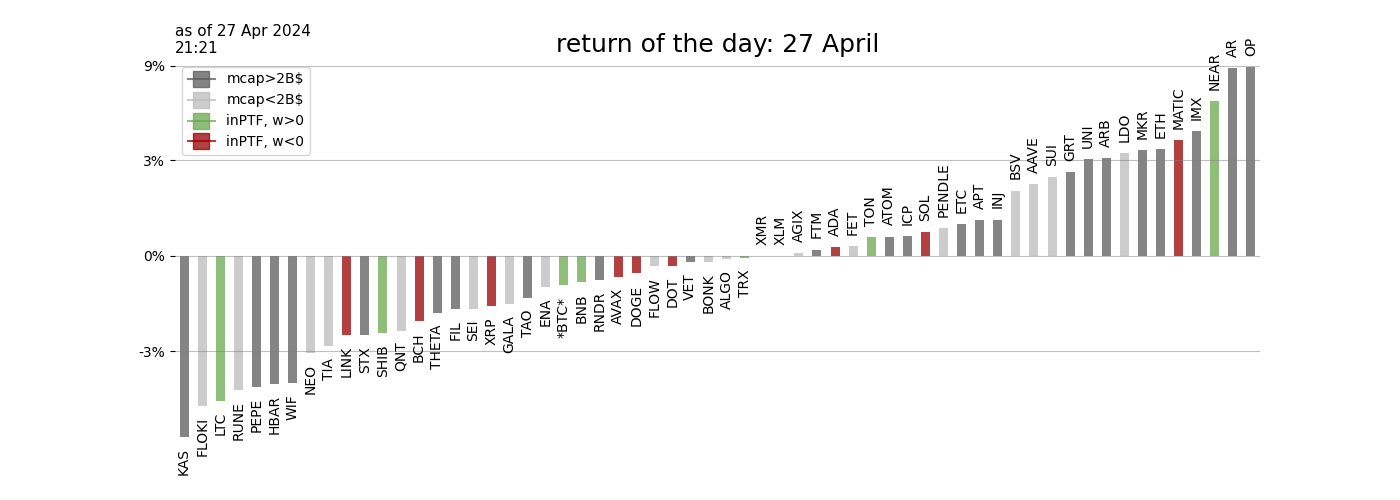 as of 27 Apr 2024
21:21
return of the day: 27 April
9%
3%
0%
-3%
mcap>2B$
mcap<2B$
inPTF, w>0
inPTF, w<0
KAS
FLOKI
LTC
RUNE
PEPE
HBAR
WIF
NEO
TIA
LINK
STX
SHIB
QNT
BCH
THETA
FIL
SEI
XRP
GALA
TAO
ENA
*BTC*
BNB
RNDR
AVAX
DOGE
FLOW
DOT
VET
BONK
ALGO
TRX
XMR
XLM
AGIX
FTM
ADA
FET
TON
ATOM
ICP
SOL
PENDLE
ETC
APT
INJ
BSV
AAVE
SUI
GRT
UNI
ARB
LDO
MKR
ETH
MATIC
IMX
NEAR
AR
OP